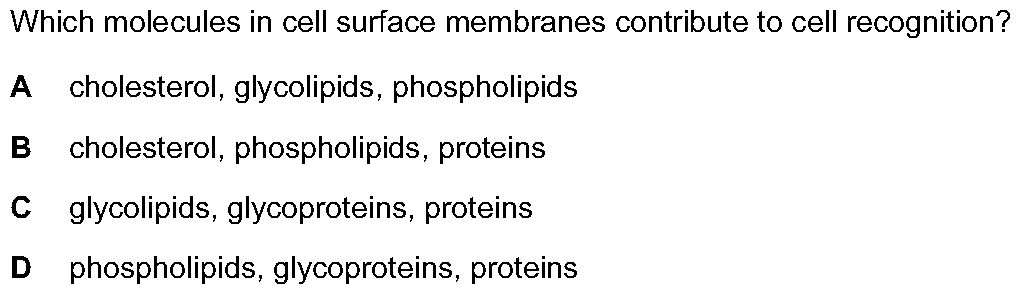 Which molecules in cell surface membranes contribute to cell recognition?
A cholesterol, glycolipids, phospholipids
B cholesterol, phospholipids, proteins
C glycolipids, glycoproteins, proteins
D phospholipids, glycoproteins, proteins